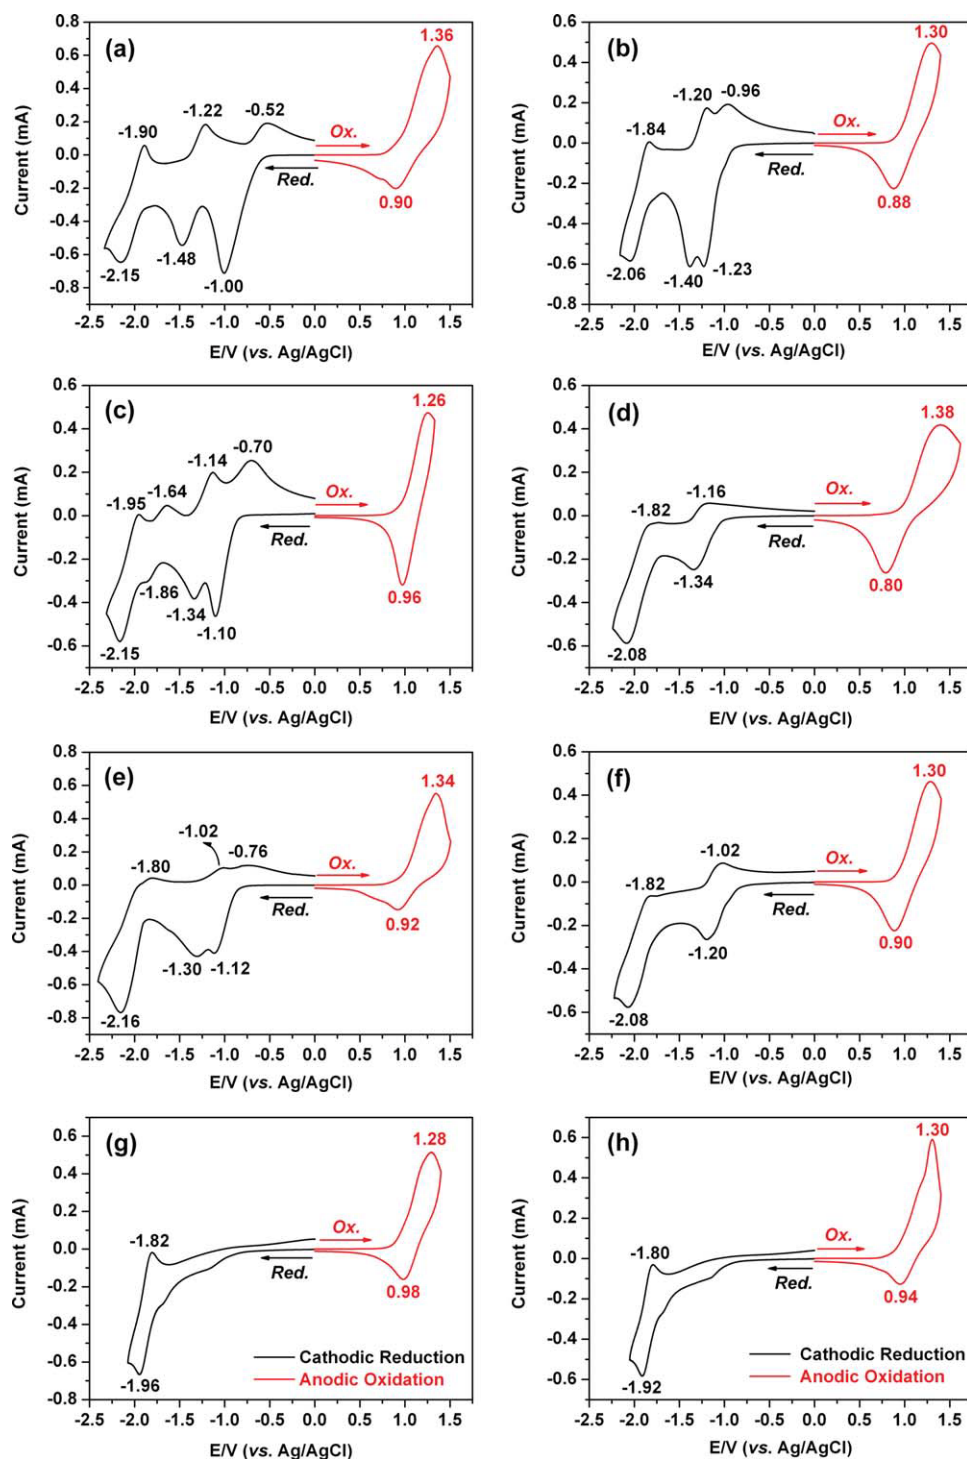 (a)
1.36
-1.90
-1.22
-0.52
Ox.
Red.
0.90
-2.15
-1.48
-1.00
Current (mA)
0.8
0.6
0.4
0.2
0.0
-0.2
-0.4
-0.6
-0.8
-2.5 -2.0 -1.5 -1.0 -0.5 0.0 0.5 1.0 1.5
E/V (vs. Ag/AgCl)
(b)
1.30
-1.84
-1.20
-0.96
Ox.
Red.
0.88
-2.06
-1.40
-1.23
Current (mA)
0.6
0.4
0.2
0.0
-0.2
-0.4
-0.6
-0.8
-2.5 -2.0 -1.5 -1.0 -0.5 0.0 0.5 1.0 1.5
E/V (vs. Ag/AgCl)
(c)
1.26
-1.95
-1.64
-1.14
-0.70
Ox.
Red.
0.96
-2.15
-1.86
-1.34
-1.10
Current (mA)
0.6
0.4
0.2
0.0
-0.2
-0.4
-0.6
-2.5 -2.0 -1.5 -1.0 -0.5 0.0 0.5 1.0 1.5
E/V (vs. Ag/AgCl)
(d)
1.38
-1.82
-1.16
Ox.
Red.
0.80
-2.08
-1.34
Current (mA)
0.6
0.4
0.2
0.0
-0.2
-0.4
-0.6
-2.5 -2.0 -1.5 -1.0 -0.5 0.0 0.5 1.0 1.5
E/V (vs. Ag/AgCl)
(e)
1.34
-1.80
-1.02
-0.76
Ox.
Red.
0.92
-2.16
-1.30
-1.12
Current (mA)
0.8
0.6
0.4
0.2
0.0
-0.2
-0.4
-0.6
-0.8
-2.5 -2.0 -1.5 -1.0 -0.5 0.0 0.5 1.0 1.5
E/V (vs. Ag/AgCl)
(f)
1.30
-1.82
-1.02
Ox.
Red.
0.90
-2.08
-1.20
Current (mA)
0.6
0.4
0.2
0.0
-0.2
-0.4
-0.6
-2.5 -2.0 -1.5 -1.0 -0.5 0.0 0.5 1.0 1.5
E/V (vs. Ag/AgCl)
(g)
1.28
-1.82
Ox.
Red.
0.98
-1.96
Cathodic Reduction
Anodic Oxidation
Current (mA)
0.6
0.4
0.2
0.0
-0.2
-0.4
-0.6
-0.8
-2.5 -2.0 -1.5 -1.0 -0.5 0.0 0.5 1.0 1.5
E/V (vs. Ag/AgCl)
(h)
1.30
-1.80
Ox.
Red.
0.94
-1.92
Cathodic Reduction
Anodic Oxidation
Current (mA)
0.6
0.4
0.2
0.0
-0.2
-0.4
-0.6
-2.5 -2.0 -1.5 -1.0 -0.5 0.0 0.5 1.0 1.5
E/V (vs. Ag/AgCl)